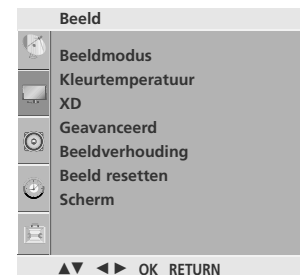 Beeld
Beeldmodus
Kleurtemperatuur
XD
Geavanceerd
Beeldverhouding
Beeld resetten
Scherm
▲▼ ◄► OK RETURN